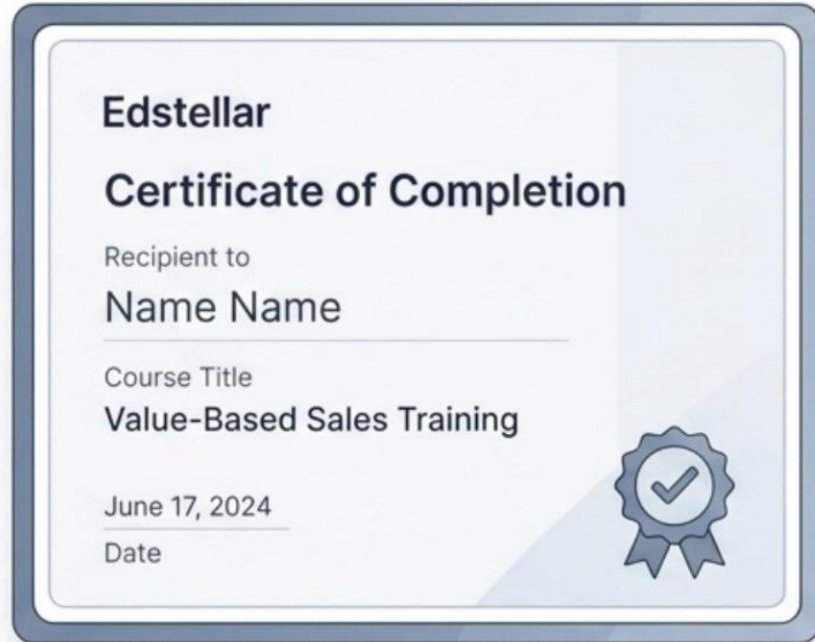 Edstellar
Certificate of Completion
Recipient to
Name Name
Course Title
Value-Based Sales Training
June 17, 2024
Date